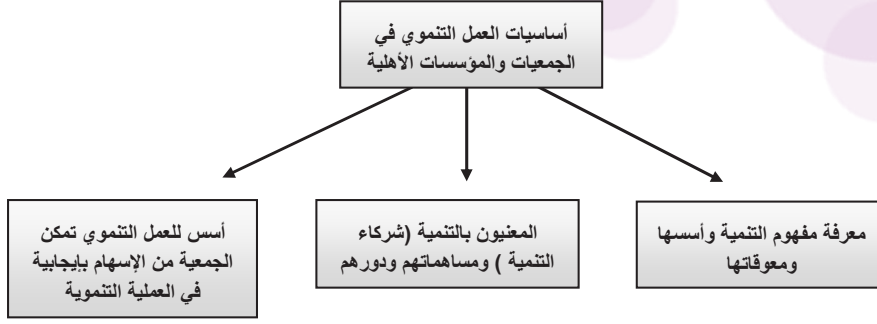 أساسيات العمل التنموي في
الجمعيات والمؤسسات الأهلية
معرفة مفهوم التنمية وأسسها
ومعوقاتها
المعنيون بالتنمية (شركاء
التنمية ) ومساهماتهم ودورهم
أسس للعمل التنموي تمكن
الجمعية من الإسهام بإيجابية
في العملية التنموية